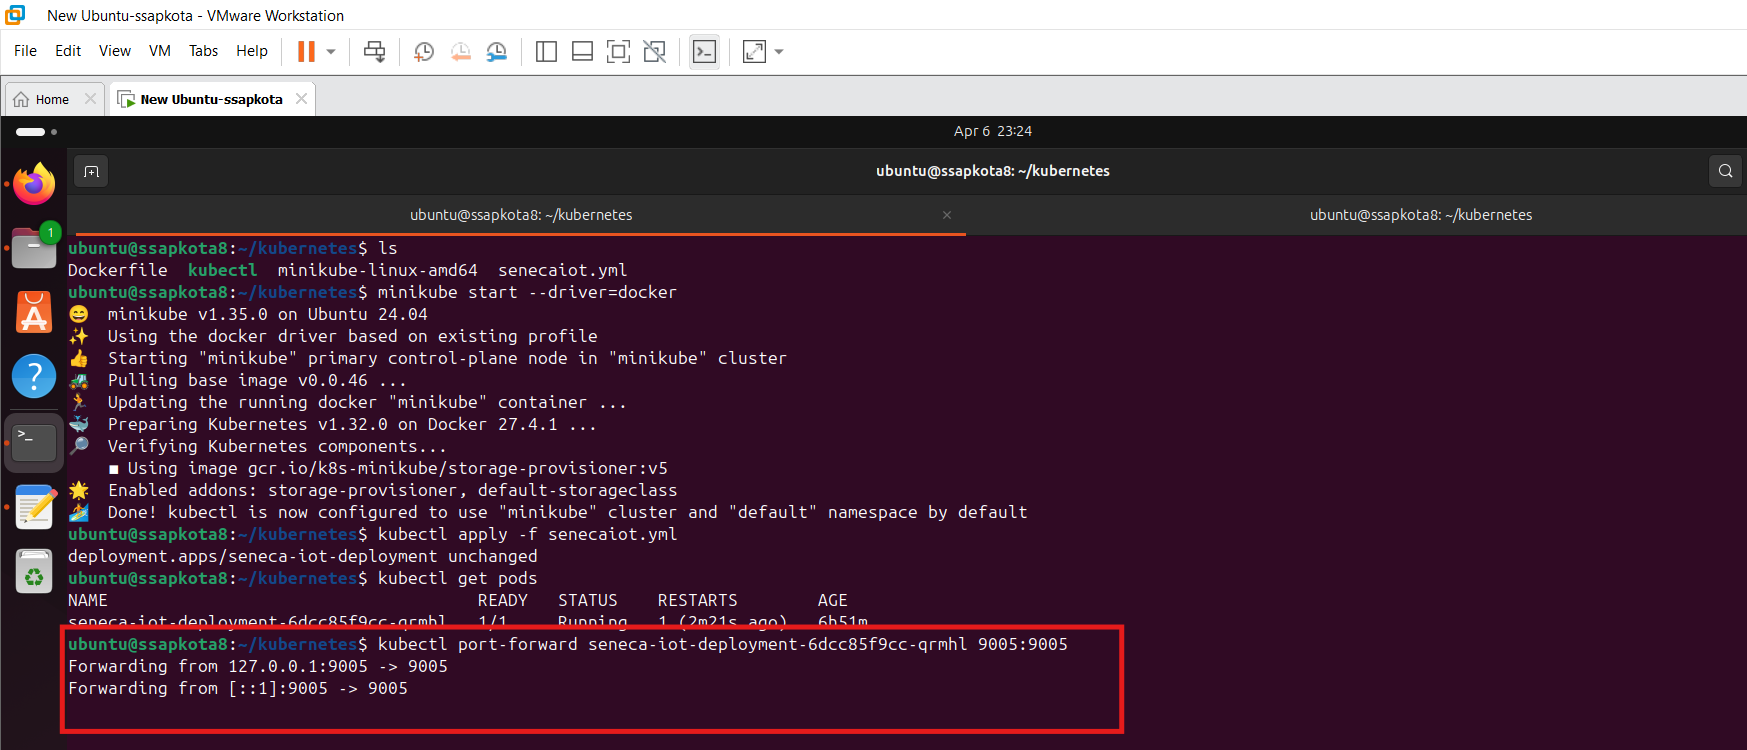 New Ubuntu-ssapkota - VMware Workstation
File Edit View VM Tabs Help
Home New Ubuntu-ssapkota
Apr 6 23:24
ubuntu@ssapkota8: ~/kubernetes
ubuntu@ssapkota8: ~/kubernetes ubuntu@ssapkota8: ~/kubernetes
1
ubuntu@ssapkota8:~/kubernetes$ ls
Dockerfile kubectl minikube-linux-amd64 senecaiot.yml
ubuntu@ssapkota8:~/kubernetes$ minikube start --driver=docker
minikube v1.35.0 on Ubuntu 24.04
Using the docker driver based on existing profile
Starting "minikube" primary control-plane node in "minikube" cluster
Pulling base image v0.0.46 ...
Updating the running docker "minikube" container ...
Preparing Kubernetes v1.32.0 on Docker 27.4.1 ...
Verifying Kubernetes components...
■ Using image gcr.io/k8s-minikube/storage-provisioner:v5
Enabled addons: storage-provisioner, default-storageclass
Done! kubectl is now configured to use "minikube" cluster and "default" namespace by default
ubuntu@ssapkota8:~/kubernetes$ kubectl apply -f senecaiot.yml
deployment.apps/seneca-iot-deployment unchanged
ubuntu@ssapkota8:~/kubernetes$ kubectl get pods
NAME READY STATUS RESTARTS AGE
seneca-iot-deployment-6dcc85f9cc-qrmhl 1/1 Running 1 (2m21s ago) 6h51m
ubuntu@ssapkota8:~/kubernetes$ kubectl port-forward seneca-iot-deployment-6dcc85f9cc-qrmhl 9005:9005
Forwarding from 127.0.0.1:9005 -> 9005
Forwarding from [::1]:9005 -> 9005